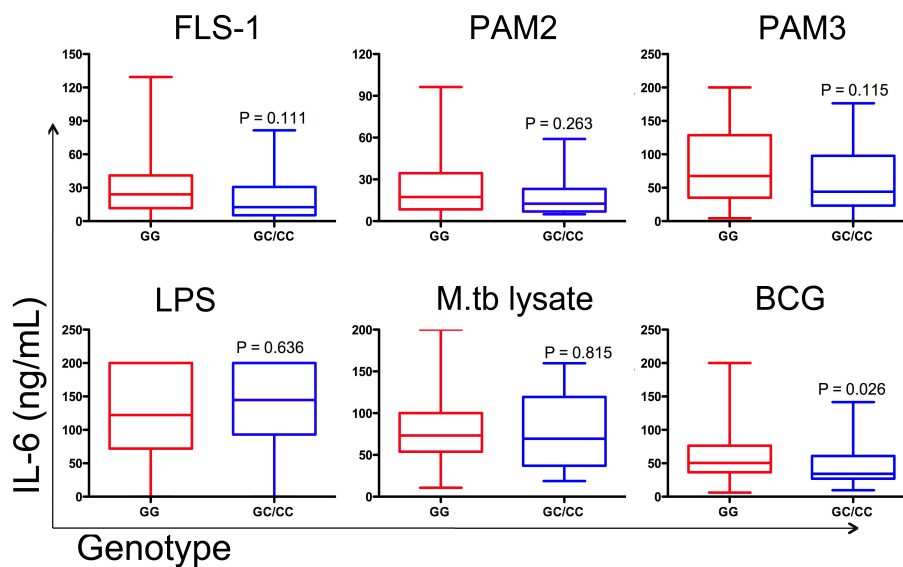 FLS-1
150
120
90
60
30
0
P = 0.111
GG
GC/CC
PAM2
120
90
60
30
0
P = 0.263
GG
GC/CC
PAM3
250
200
150
100
50
0
P = 0.115
GG
GC/CC
LPS
250
200
150
100
50
0
P = 0.636
GG
GC/CC
M.tb lysate
200
150
100
50
0
P = 0.815
GG
GC/CC
BCG
250
200
150
100
50
0
P = 0.026
GG
GC/CC
IL-6 (ng/mL)
Genotype